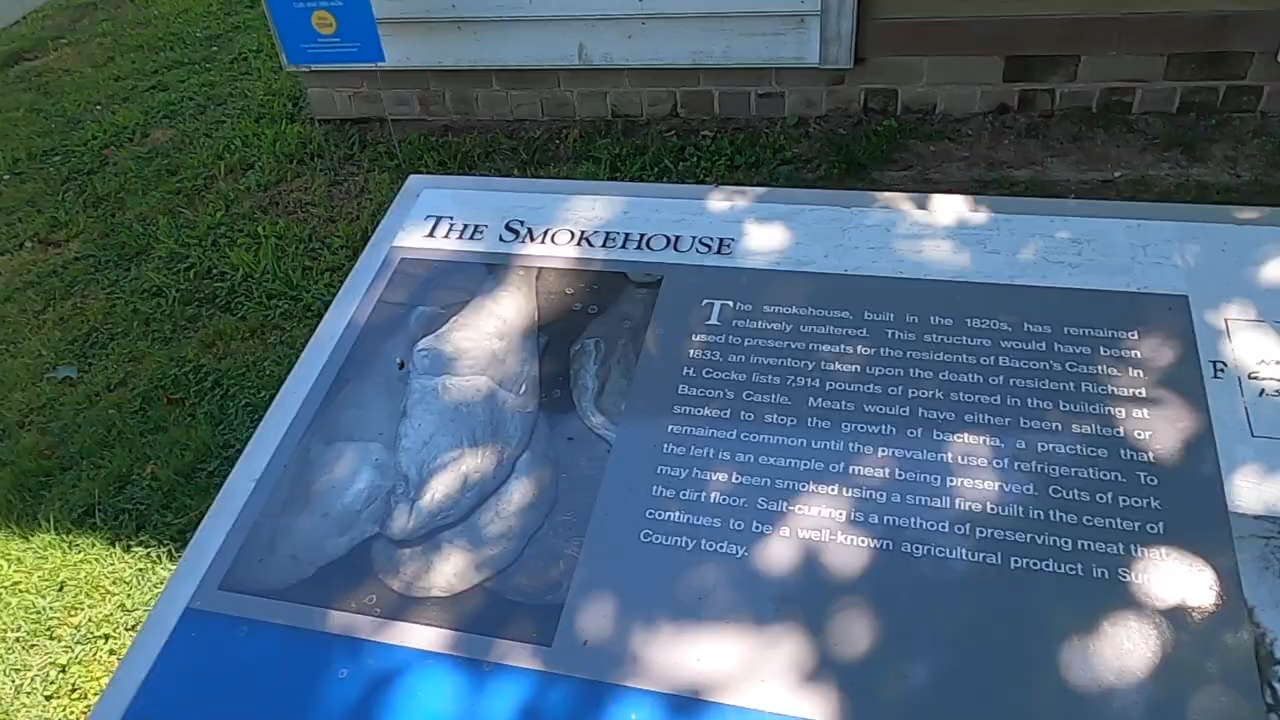 THE SMOKEHOUSE
The smokehouse, built in the 1820s, has remained
relatively unaltered. This structure would have been
used to preserve meats for the residents of Bacon's Castle. In
1833, an inventory taken upon the death of resident Richard
H. Cocke lists 7,914 pounds of pork stored in the building at
Bacon's Castle. Meats would have either been salted or
smoked to stop the growth of bacteria, a practice that
remained common until the prevalent use of refrigeration. To
the left is an example of meat being preserved. Cuts of pork
may have been smoked using a small fire built in the center of
the dirt floor. Salt-curing is a method of preserving meat that
continues to be a well-known agricultural product in
County today.
F